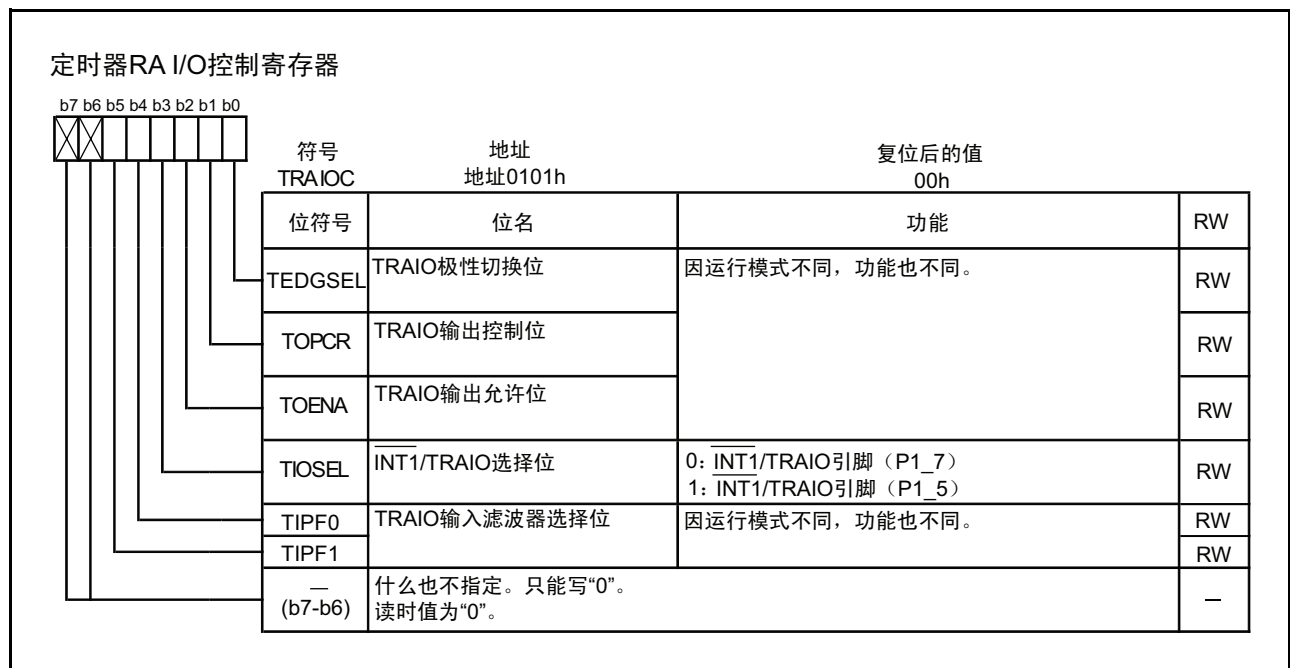 定时器RA I/O控制寄存器
b7 b6 b5 b4 b3 b2 b1 b0
符号 地址 复位后的值
TRAIOC 地址0101h 00h
位符号 位名 功能 RW
TEDGSEL TRAIO极性切换位 因运行模式不同，功能也不同。 RW
TOPCR TRAIO输出控制位 RW
TOENA TRAIO输出允许位 RW
TIOSEL INT1/TRAIO选择位 0: INT1/TRAIO引脚（P1_7） RW
1: INT1/TRAIO引脚（P1_5）
TIPF0 TRAIO输入滤波器选择位 因运行模式不同，功能也不同。 RW
TIPF1 RW
— 什么也不指定。只能写“0”。 —
(b7-b6) 读时值为“0”。